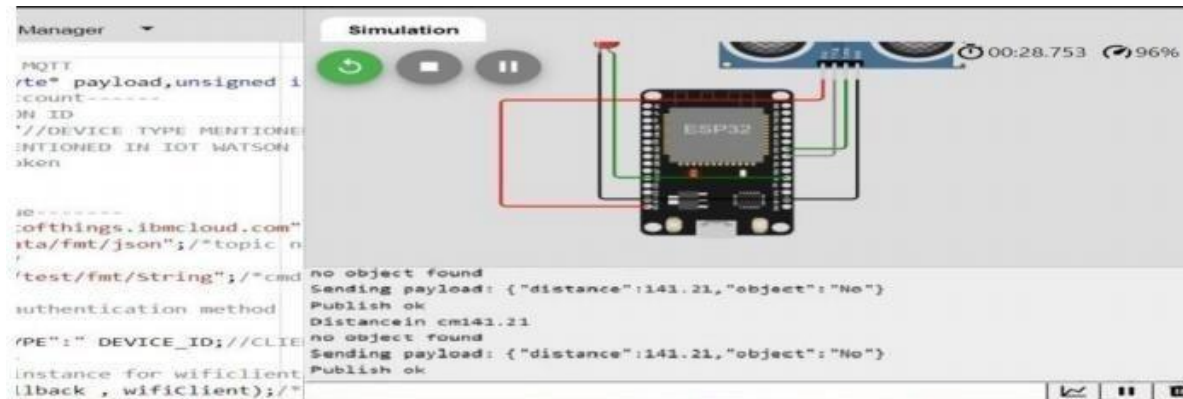 Manager
MQTT
yte* payload,unsigned i
ccount------
ON ID
"//DEVICE TYPE MENTIONE
ENTIONED IN IOT WATSON
oken
ue-------
ofthings.ibmcloud.com"
ata/fmt/json";/*topic n
/test/fmt/String";/*cmd
authentication method
YPE":" DEVICE_ID;//CLIE
instance for wificlient
llback , wifiClient);/*
Simulation
00:28.753 96%
ESP32
no object found
Sending payload: {"distance":141.21,"object":"No"}
Publish ok
Distancein cm141.21
no object found
Sending payload: {"distance":141.21,"object":"No"}
Publish ok